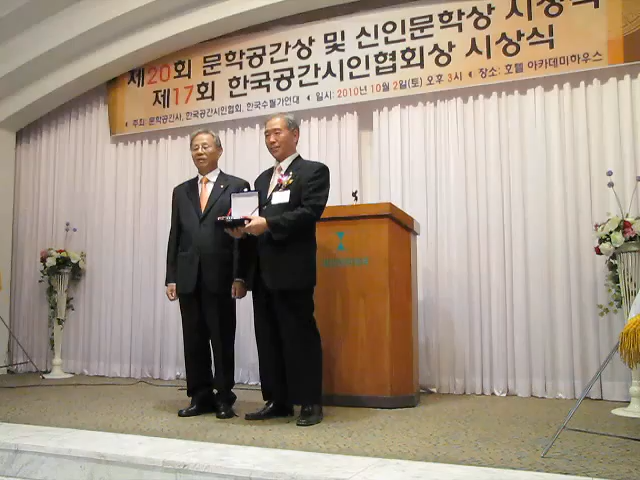 제20회 문학공간상 및 신인문학상 시상식
제17회 한국공간시인협회상 시상식
◀ 주최: 문학공간사, 한국공간시인협회, 한국수필가연대 ◀ 일시: 2010년 10월 2일(토) 오후 3시 ◀ 장소: 호텔 아카데미하우스